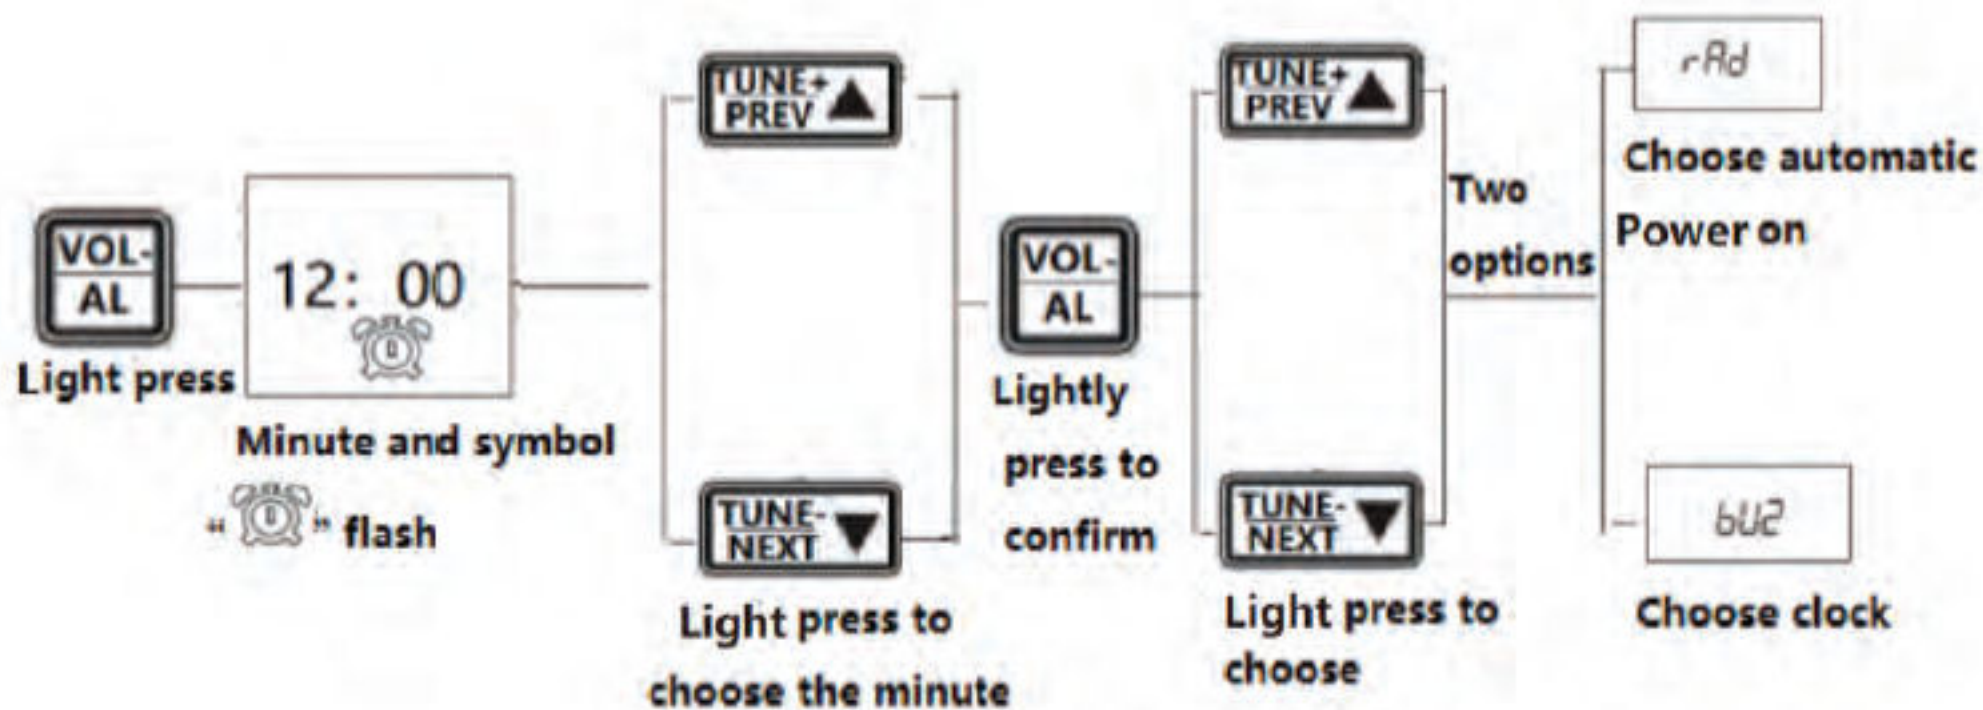 VOL-
AL
Light press
12: 00
Minute and symbol
“ ” flash
TUNE+
PREV
TUNE-
NEXT
Light press to
choose the minute
VOL-
AL
Lightly
press to
confirm
TUNE+
PREV
TUNE-
NEXT
Light press to
choose
Two
options
rAd
Choose automatic
Power on
bU2
Choose clock